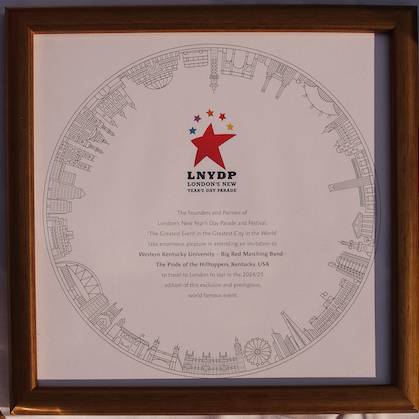 LNYDP
LONDON'S NEW
YEAR'S DAY PARADE
The Founders and Patrons of
London's New Year's Day Parade and Festival,
'The Greatest Event in the Greatest City in the World'
take enormous pleasure in extending an invitation to
Western Kentucky University - Big Red Marching Band-
The Pride of the Hilltoppers, Kentucky, USA
to travel to London to star in the 2024/25
edition of this exclusive and prestigious,
world famous event.